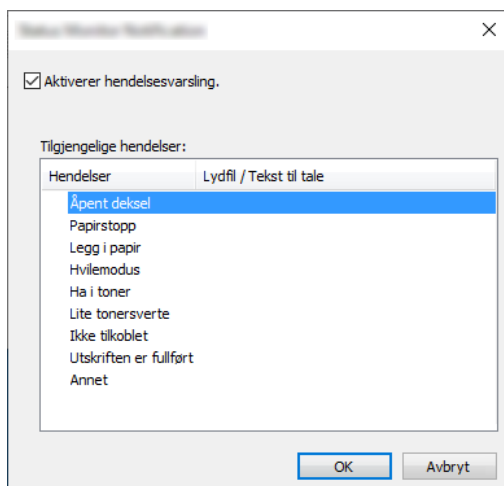 Aktiverer hendelsesvarsling.
Tilgjengelige hendelser:
Hendelser Lydfil / Tekst til tale
Åpent deksel
Papirstopp
Legg i papir
Hvilemodus
Ha i toner
Lite tonersverte
Ikke tilkoblet
Utskriften er fullført
Annet
OK Avbryt